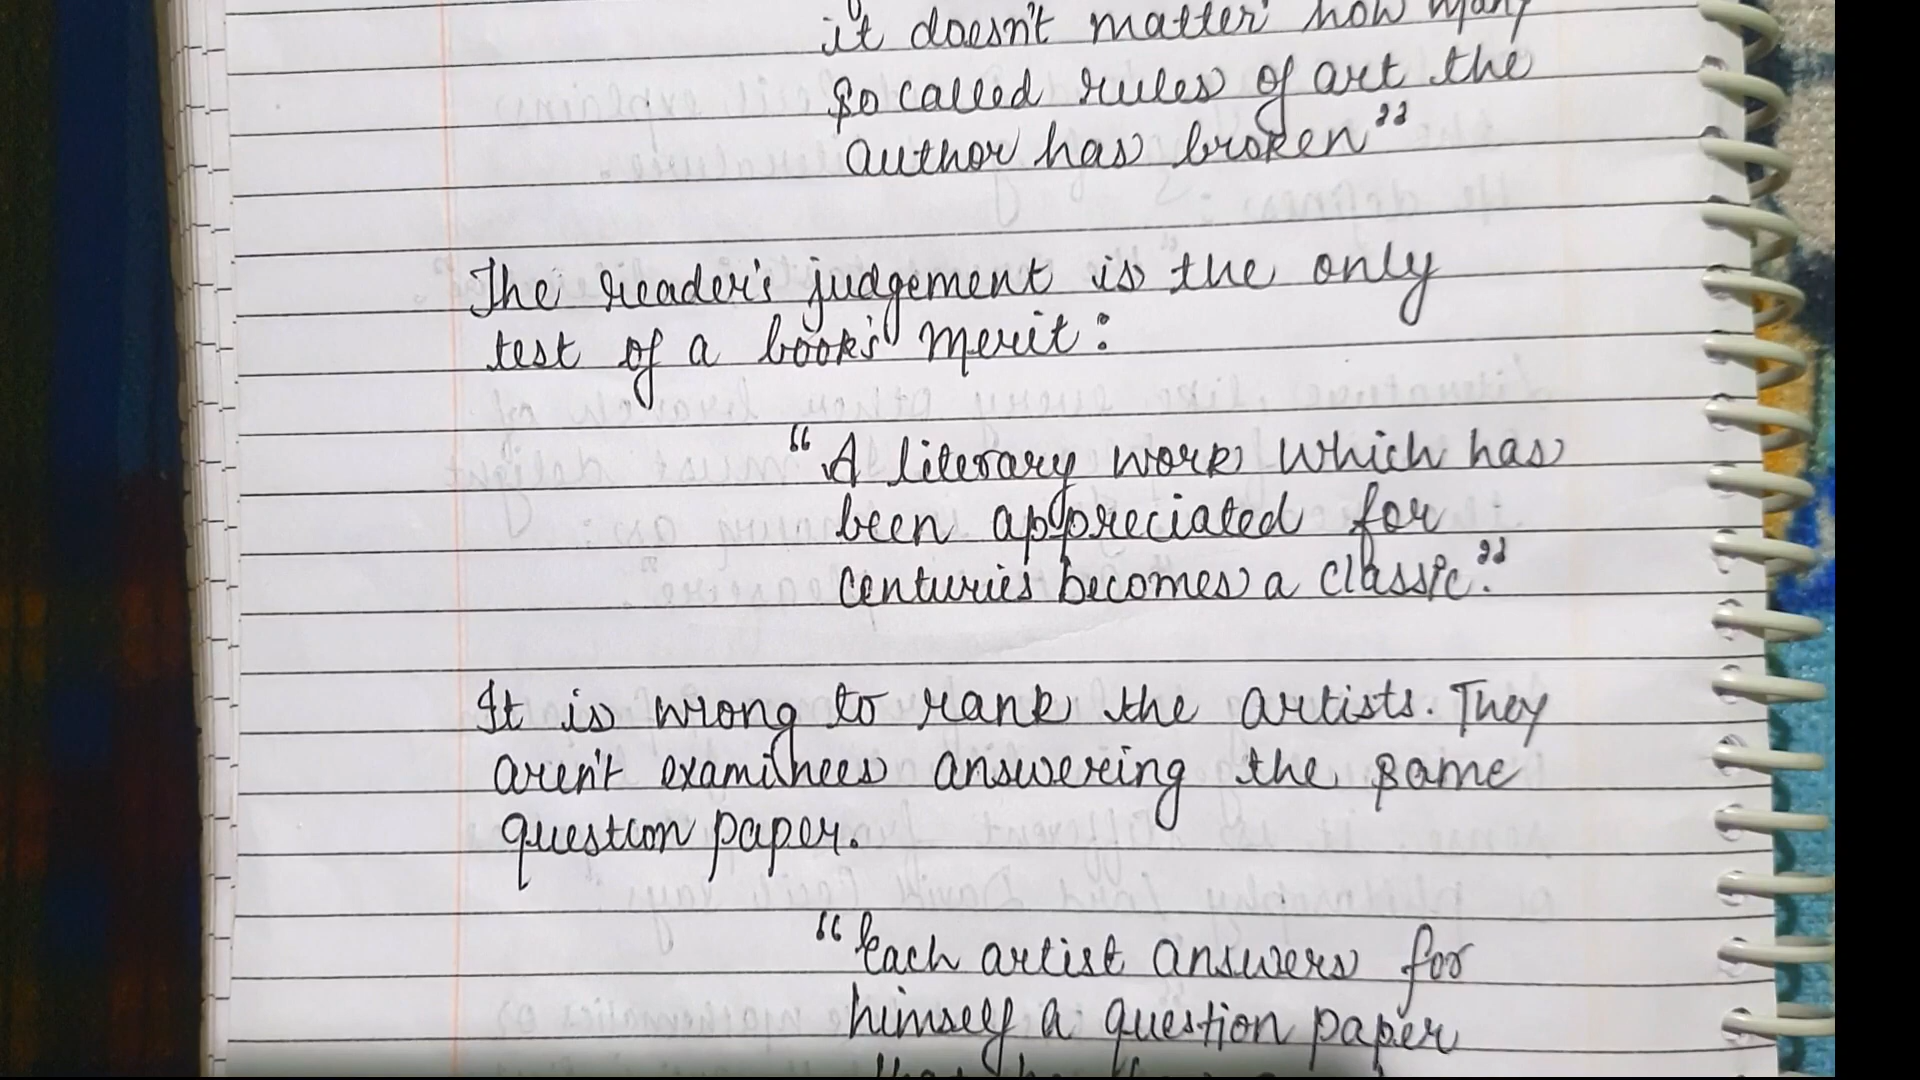 it doesn't matter how many
so called rules of art the
author has broken"
The reader's judgement is the only
test of a book's merit:
"A literary work which has
been appreciated for
centuries becomes a classic."
It is wrong to rank the artists. They
aren't examinees answering the same
question paper.
"Each artist answers for
himself a question paper